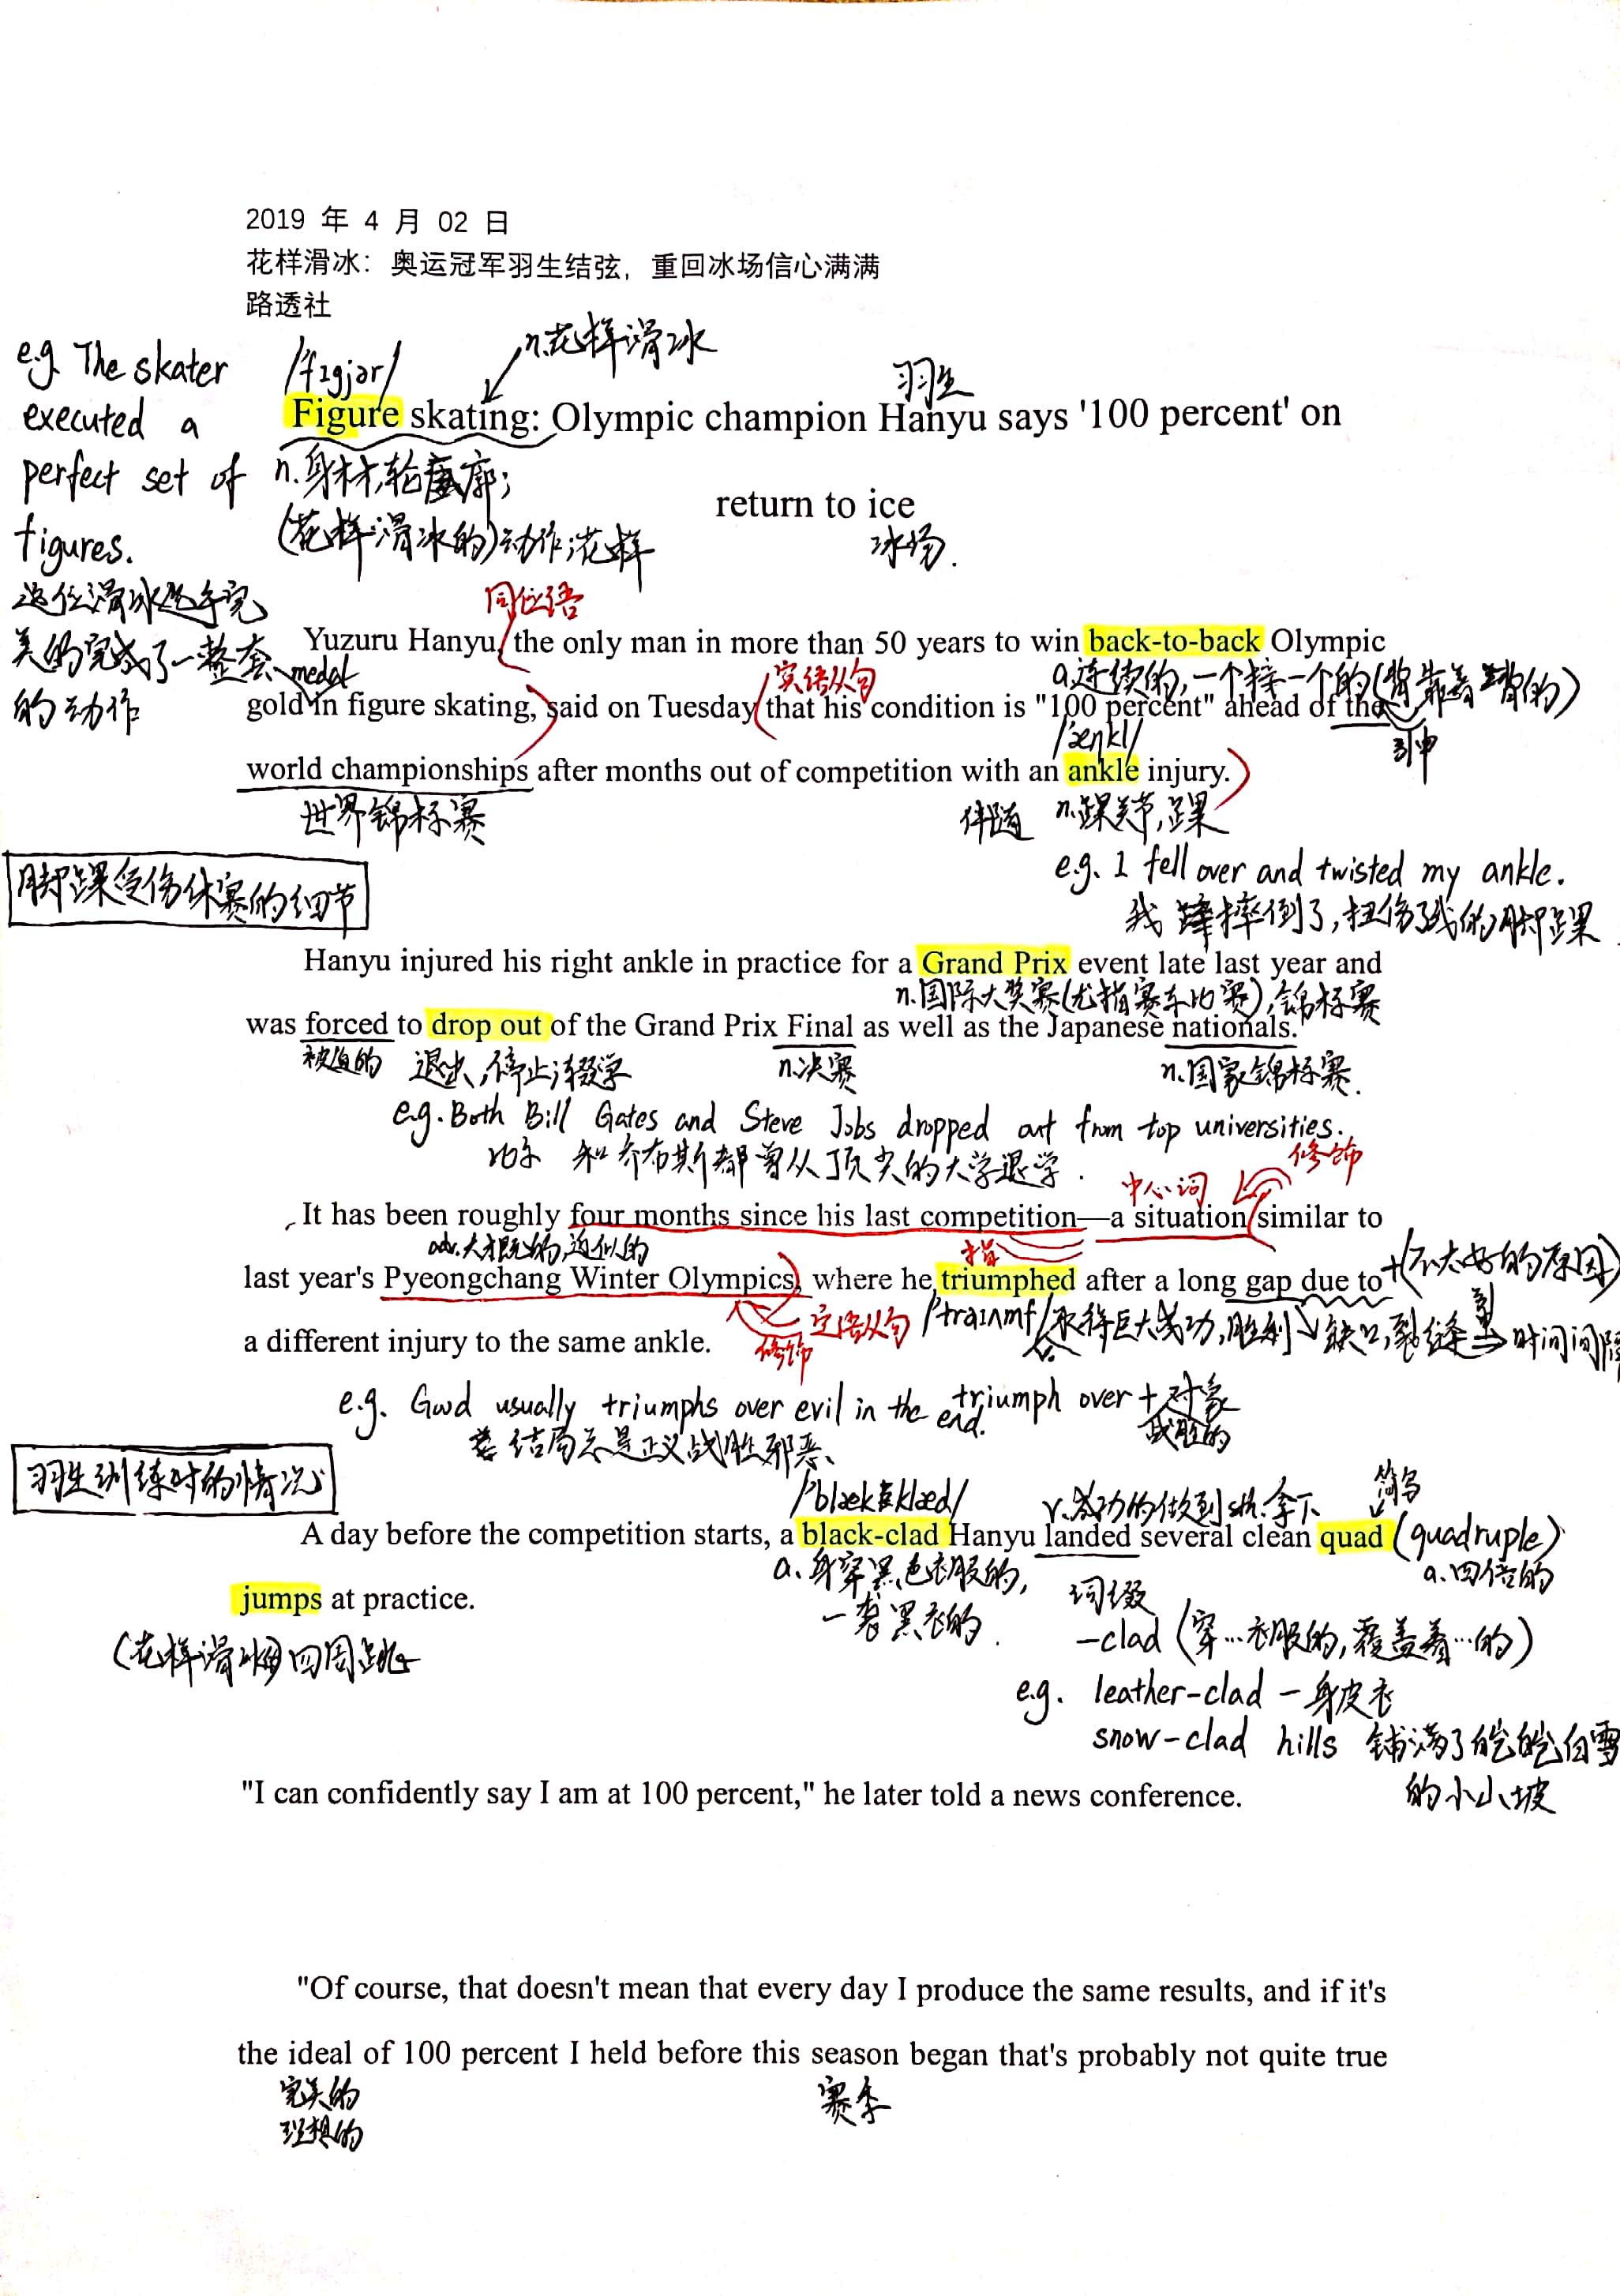 2019 年 4 月 02 日
花样滑冰：奥运冠军羽生结弦，重回冰场信心满满
路透社
n.花样滑冰
/ˈfɪgjər/
羽生
e.g. The skater
executed a
perfect set of
figures.
这位滑冰选手完
美的完成了一整套
的动作
Figure skating: Olympic champion Hanyu says '100 percent' on
n.身材,轮廓;
return to ice
(花样滑冰的)动作;花样
冰场.
同位语
Yuzuru Hanyu, the only man in more than 50 years to win back-to-back Olympic
medal
宾语从句
a.连续的,一个接一个的(背靠着背的)
gold in figure skating, said on Tuesday that his condition is "100 percent" ahead of the
/ˈæŋkl/
引申
world championships after months out of competition with an ankle injury.
世界锦标赛
伴随
n.踝关节,踝
e.g. I fell over and twisted my ankle.
脚踝受伤休赛的细节
我摔倒了,扭伤了我的脚踝
Hanyu injured his right ankle in practice for a Grand Prix event late last year and
n.国际大奖赛(尤指赛车比赛),锦标赛
was forced to drop out of the Grand Prix Final as well as the Japanese nationals.
被迫的
退出,停止;辍学
n.决赛
n.国家锦标赛.
e.g. Both Bill Gates and Steve Jobs dropped out from top universities.
和乔布斯都曾从顶尖的大学退学.
中心词
修饰
It has been roughly four months since his last competition—a situation similar to
adv.大概的,近似的
指
+(不太好的原因)
last year's Pyeongchang Winter Olympics, where he triumphed after a long gap due to
定语从句
/ˈtraɪʌmf/
取得巨大成功,胜利
缺口,裂缝
时间间隔
修饰
a different injury to the same ankle.
e.g. Good usually triumphs over evil in the end.
triumph over + 对象
战胜的
结局总是正义战胜邪恶.
羽生训练时的情况
/ˈblækklæd/
v.成功的做到sth.拿下
简写
A day before the competition starts, a black-clad Hanyu landed several clean quad
(quadruple)
a.身穿黑色衣服的,
一袭黑衣的.
a.四倍的
jumps at practice.
词缀
-clad (穿…衣服的,覆盖着…的)
(花样滑冰)四周跳
e.g. leather-clad 一身皮衣
snow-clad hills 铺满了皑皑白雪
的小山坡
"I can confidently say I am at 100 percent," he later told a news conference.
"Of course, that doesn't mean that every day I produce the same results, and if it's
the ideal of 100 percent I held before this season began that's probably not quite true
完美的
理想的
赛季